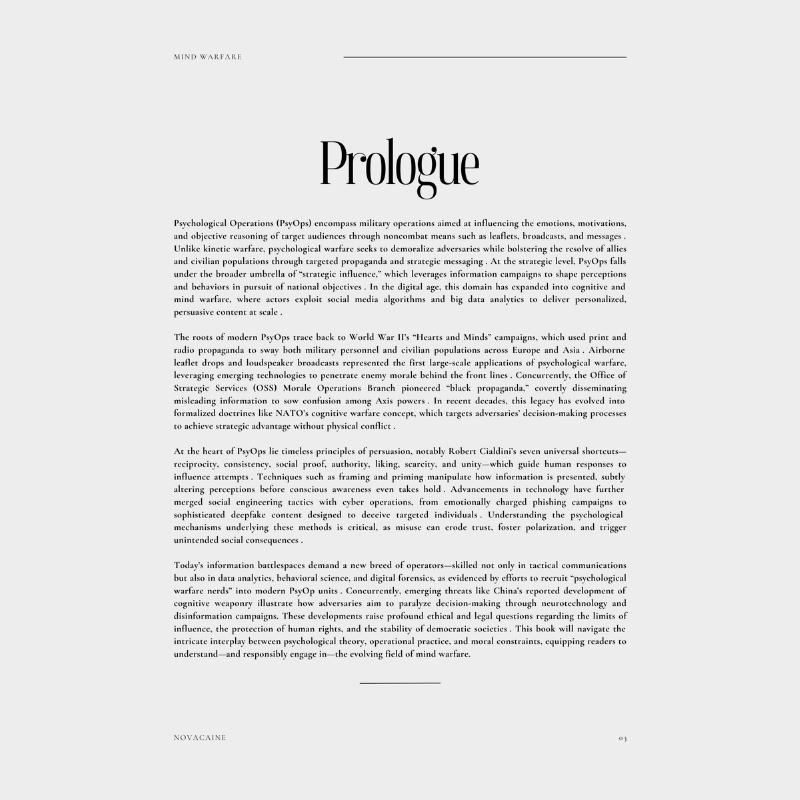 MIND WARFARE
Prologue
Psychological Operations (PsyOps) encompass military operations aimed at influencing the emotions, motivations,
and objective reasoning of target audiences through noncombat means such as leaflets, broadcasts, and messages .
Unlike kinetic warfare, psychological warfare seeks to demoralize adversaries while bolstering the resolve of allies
and civilian populations through targeted propaganda and strategic messaging . At the strategic level, PsyOps falls
under the broader umbrella of “strategic influence,” which leverages information campaigns to shape perceptions
and behaviors in pursuit of national objectives . In the digital age, this domain has expanded into cognitive and
mind warfare, where actors exploit social media algorithms and big data analytics to deliver personalized,
persuasive content at scale .
The roots of modern PsyOps trace back to World War II’s “Hearts and Minds” campaigns, which used print and
radio propaganda to sway both military personnel and civilian populations across Europe and Asia . Airborne
leaflet drops and loudspeaker broadcasts represented the first large-scale applications of psychological warfare,
leveraging emerging technologies to penetrate enemy morale behind the front lines . Concurrently, the Office of
Strategic Services (OSS) Morale Operations Branch pioneered “black propaganda,” covertly disseminating
misleading information to sow confusion among Axis powers . In recent decades, this legacy has evolved into
formalized doctrines like NATO’s cognitive warfare concept, which targets adversaries’ decision-making processes
to achieve strategic advantage without physical conflict .
At the heart of PsyOps lie timeless principles of persuasion, notably Robert Cialdini’s seven universal shortcuts—
reciprocity, consistency, social proof, authority, liking, scarcity, and unity—which guide human responses to
influence attempts . Techniques such as framing and priming manipulate how information is presented, subtly
altering perceptions before conscious awareness even takes hold . Advancements in technology have further
merged social engineering tactics with cyber operations, from emotionally charged phishing campaigns to
sophisticated deepfake content designed to deceive targeted individuals . Understanding the psychological
mechanisms underlying these methods is critical, as misuse can erode trust, foster polarization, and trigger
unintended social consequences .
Today’s information battlespaces demand a new breed of operators—skilled not only in tactical communications
but also in data analytics, behavioral science, and digital forensics, as evidenced by efforts to recruit “psychological
warfare nerds” into modern PsyOp units . Concurrently, emerging threats like China’s reported development of
cognitive weaponry illustrate how adversaries aim to paralyze decision-making through neurotechnology and
disinformation campaigns. These developments raise profound ethical and legal questions regarding the limits of
influence, the protection of human rights, and the stability of democratic societies . This book will navigate the
intricate interplay between psychological theory, operational practice, and moral constraints, equipping readers to
understand—and responsibly engage in—the evolving field of mind warfare.
NOVACAINE
03